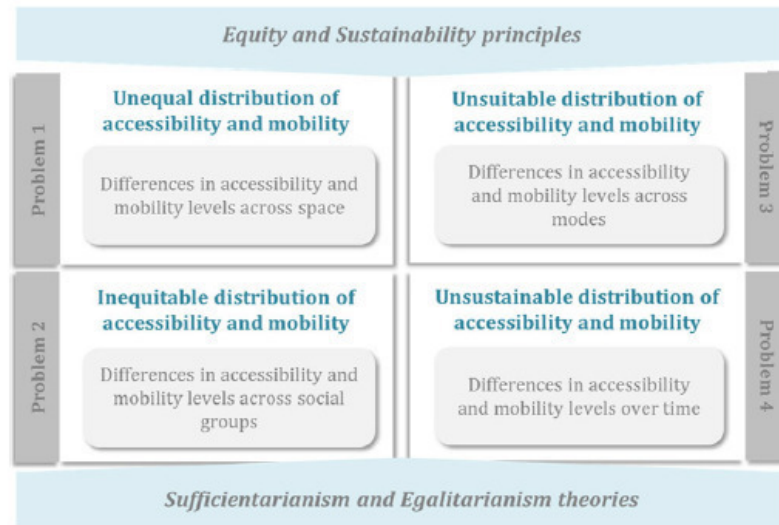 Equity and Sustainability principles
Problem 1
Unequal distribution of
accessibility and mobility
Differences in accessibility and
mobility levels across space
Unsuitable distribution of
accessibility and mobility
Differences in accessibility
and mobility levels across
modes
Problem 3
Problem 2
Inequitable distribution of
accessibility and mobility
Differences in accessibility and
mobility levels across social
groups
Unsustainable distribution of
accessibility and mobility
Differences in accessibility
and mobility levels over time
Problem 4
Sufficientarianism and Egalitarianism theories